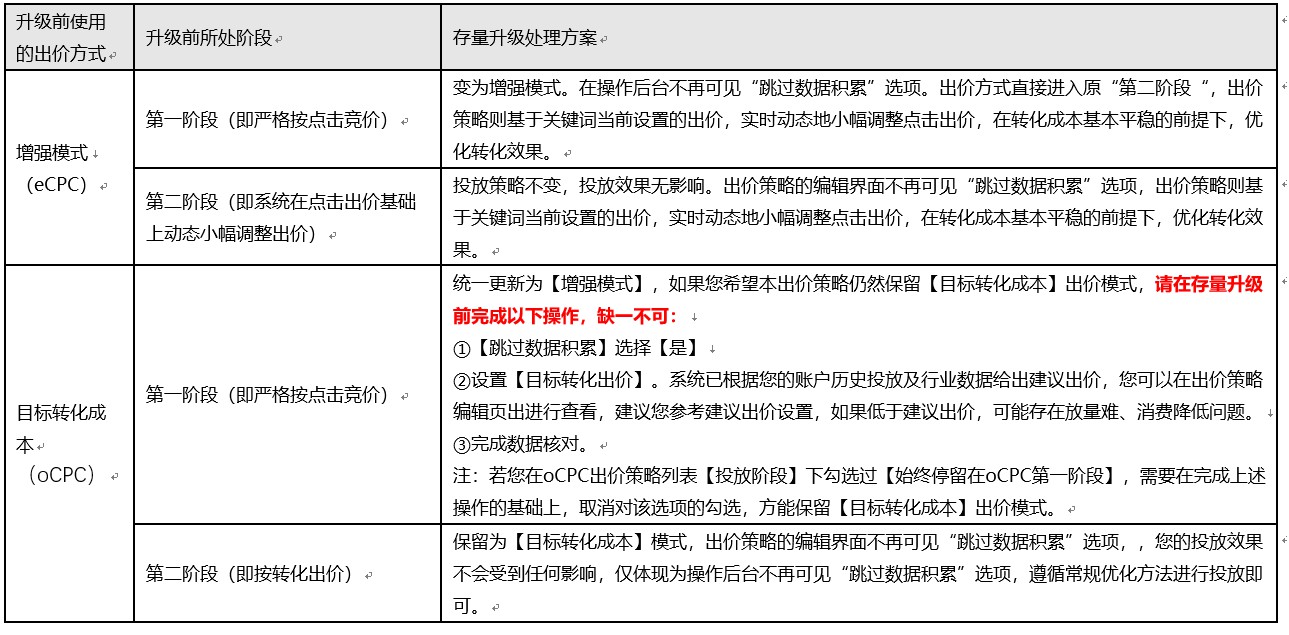 升级前使用
的出价方式
升级前所处阶段
存量升级处理方案
增强模式
（eCPC）
第一阶段（即严格按点击竞价）
变为增强模式。在操作后台不再可见“跳过数据积累”选项。出价方式直接进入原“第二阶段“，出价
策略则基于关键词当前设置的出价，实时动态地小幅调整点击出价，在转化成本基本平稳的前提下，优
化转化效果。
第二阶段（即系统在点击出价基础
上动态小幅调整出价）
投放策略不变，投放效果无影响。出价策略的编辑界面不再可见“跳过数据积累”选项，出价策略则基
于关键词当前设置的出价，实时动态地小幅调整点击出价，在转化成本基本平稳的前提下，优化转化效
果。
目标转化成
本
（oCPC）
第一阶段（即严格按点击竞价）
统一更新为【增强模式】，如果您希望本出价策略仍然保留【目标转化成本】出价模式，请在存量升级
前完成以下操作，缺一不可：
①【跳过数据积累】选择【是】
②设置【目标转化出价】。系统已根据您的账户历史投放及行业数据给出建议出价，您可以在出价策略
编辑页出进行查看，建议您参考建议出价设置，如果低于建议出价，可能存在放量难、消费降低问题。
③完成数据核对。
注：若您在oCPC出价策略列表【投放阶段】下勾选过【始终停留在oCPC第一阶段】，需要在完成上述
操作的基础上，取消对该选项的勾选，方能保留【目标转化成本】出价模式。
第二阶段（即按转化出价）
保留为【目标转化成本】模式，出价策略的编辑界面不再可见“跳过数据积累”选项，，您的投放效果
不会受到任何影响，仅体现为操作后台不再可见“跳过数据积累”选项，遵循常规优化方法进行投放即
可。